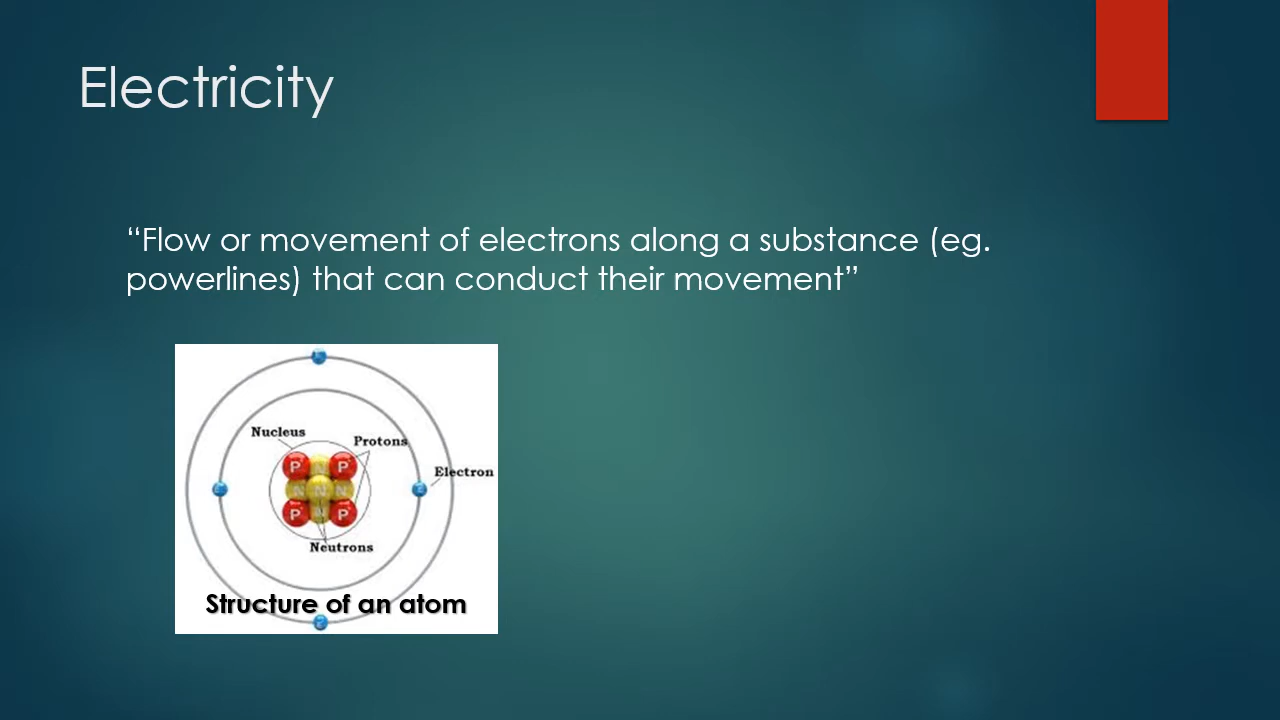 Electricity
“Flow or movement of electrons along a substance (eg.
powerlines) that can conduct their movement”
Nucleus
Protons
Electron
P N P
N N N
P N P
Neutrons
Structure of an atom